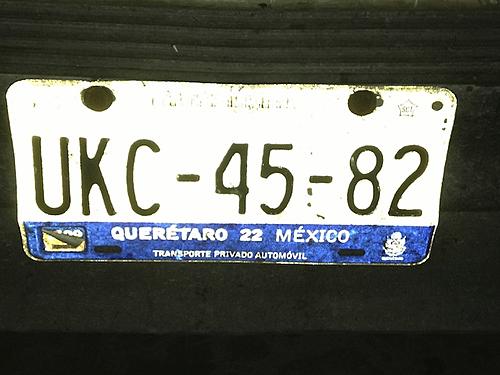 UKC-45-82
QUERÉTARO 22 MÉXICO
TRANSPORTE PRIVADO AUTOMÓVIL